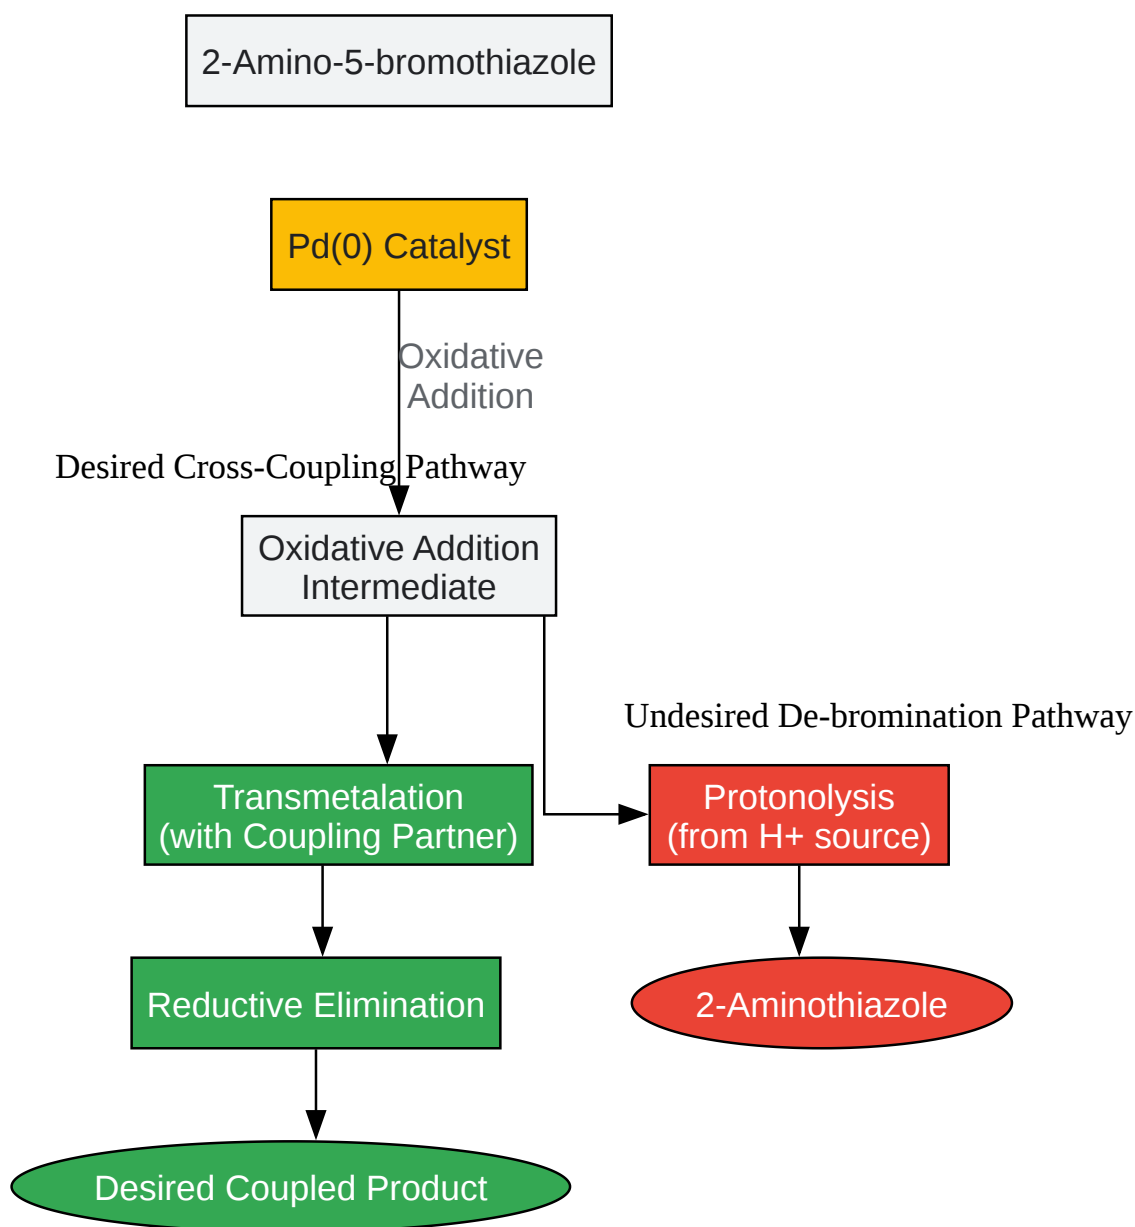 2-Amino-5-bromothiazole
Pd(0) Catalyst
Oxidative
Addition
Desired Cross-Coupling Pathway
Oxidative Addition
Intermediate
Undesired De-bromination Pathway
Transmetalation
(with Coupling Partner)
Protonolysis
(from H+ source)
Reductive Elimination
2-Aminothiazole
Desired Coupled Product